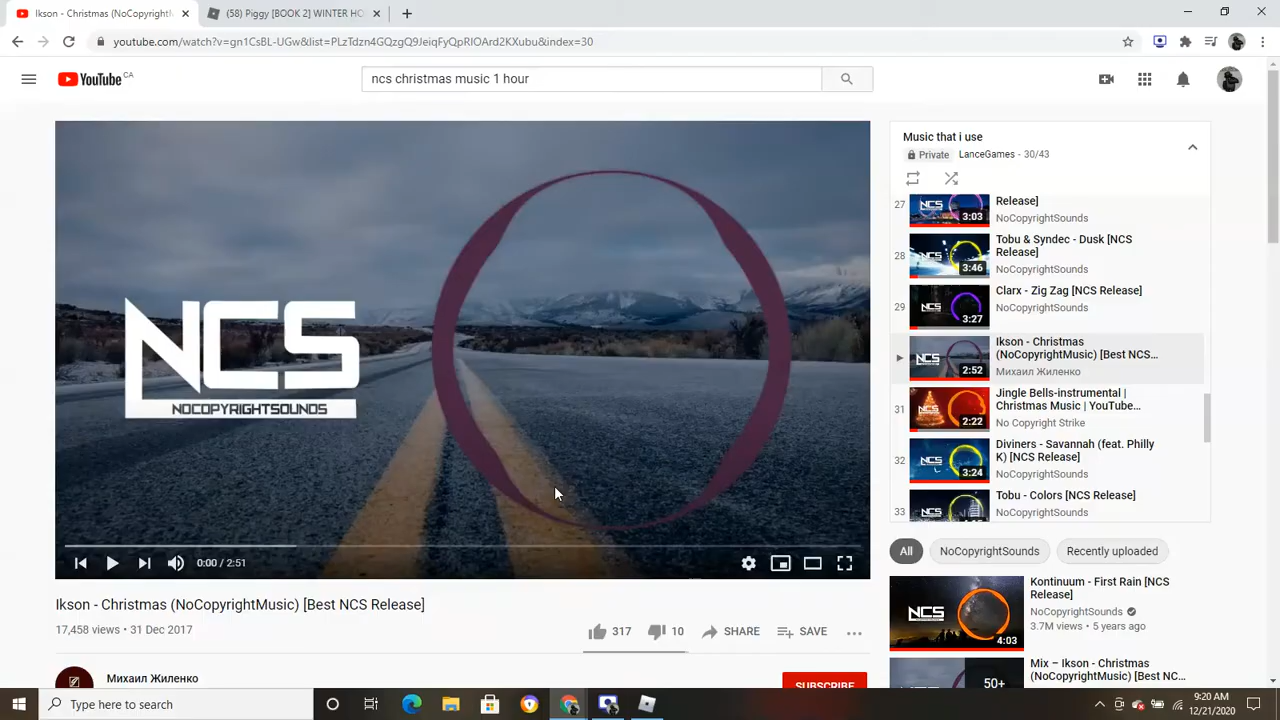 Ikson - Christmas (NoCopyrightM
(58) Piggy [BOOK 2] WINTER HO
youtube.com/watch?v=gn1CsBL-UGw&list=PLzTdzn4GQzgQ9JeiqFyQpRIOArd2KXubu&index=30
YouTube CA
ncs christmas music 1 hour
Music that i use
Private LanceGames - 30/43
27
Release]
3:03
NoCopyrightSounds
28
Tobu & Syndec - Dusk [NCS
Release]
3:46
NoCopyrightSounds
29
Clarx - Zig Zag [NCS Release]
NoCopyrightSounds
3:27
Ikson - Christmas
(NoCopyrightMusic) [Best NCS...
Михаил Жиленко
2:52
31
Jingle Bells-instrumental |
Christmas Music | YouTube...
No Copyright Strike
2:22
32
Diviners - Savannah (feat. Philly
K) [NCS Release]
NoCopyrightSounds
3:24
33
Tobu - Colors [NCS Release]
NoCopyrightSounds
NCS
NOCOPYRIGHTSOUNDS
0:00 / 2:51
Ikson - Christmas (NoCopyrightMusic) [Best NCS Release]
17,458 views • 31 Dec 2017
317
10
SHARE
SAVE
Михаил Жиленко
SUBSCRIBE
All
NoCopyrightSounds
Recently uploaded
NCS
Kontinuum - First Rain [NCS
Release]
NoCopyrightSounds
3.7M views • 5 years ago
4:03
Mix – Ikson - Christmas
(NoCopyrightMusic) [Best NC...
50+
Type here to search
9:20 AM
12/21/2020